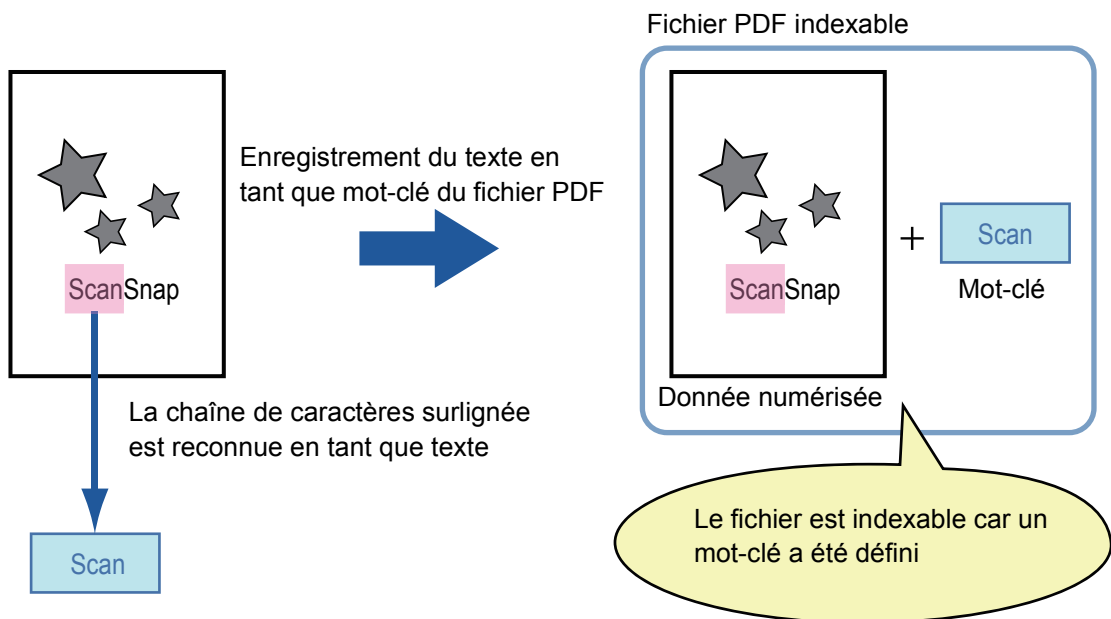 Fichier PDF indexable
Enregistrement du texte en
tant que mot-clé du fichier PDF
ScanSnap
La chaîne de caractères surlignée
est reconnue en tant que texte
Scan
ScanSnap
+
Scan
Mot-clé
Donnée numérisée
Le fichier est indexable car un
mot-clé a été défini